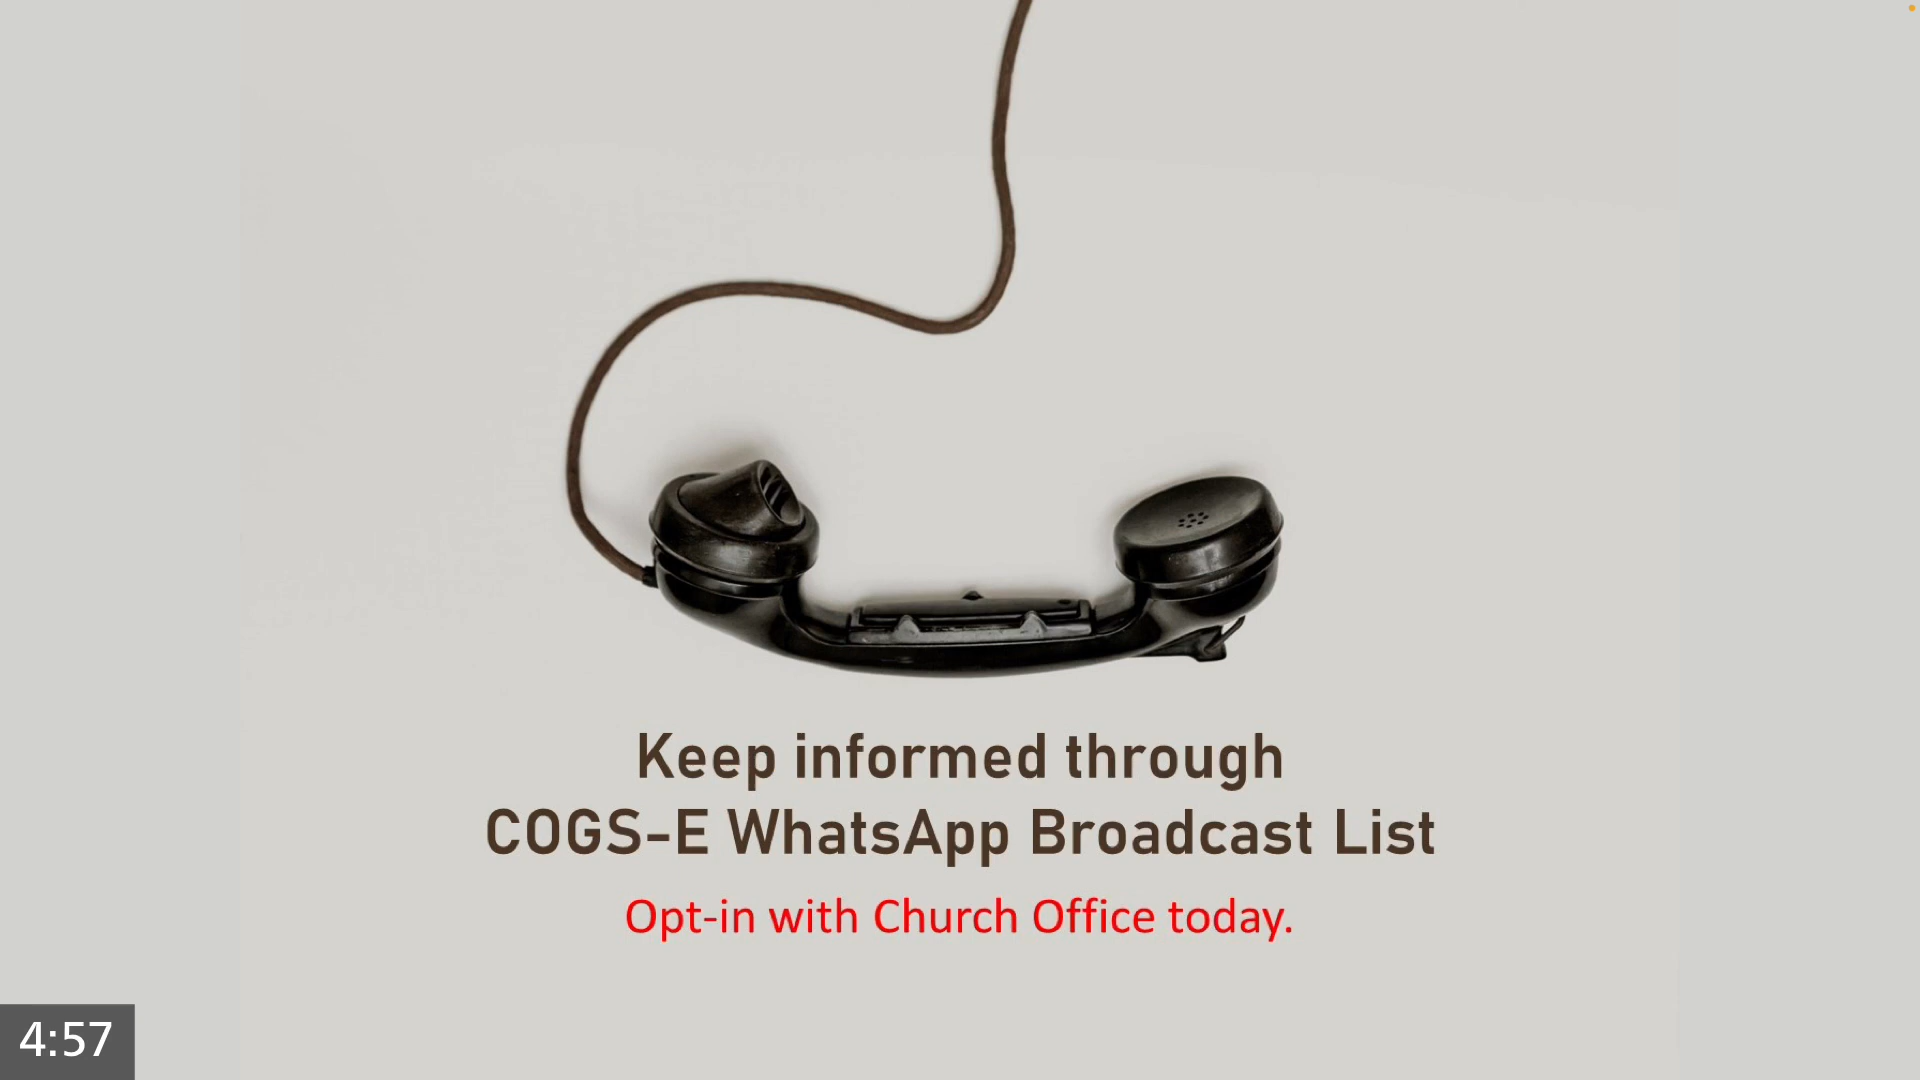 Keep informed through
COGS-E WhatsApp Broadcast List
Opt-in with Church Office today.
4:57